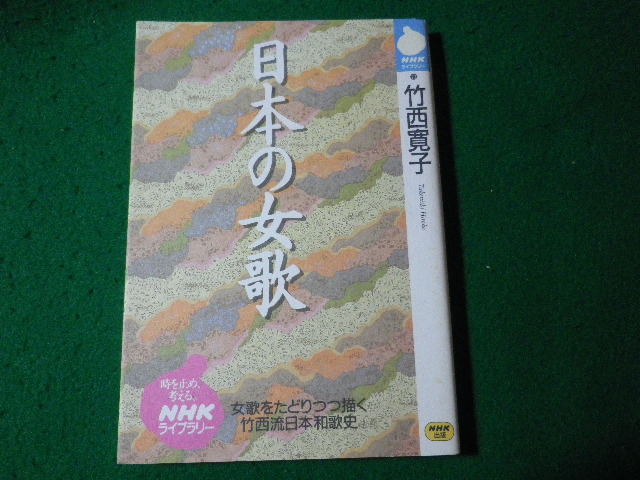 日本の女歌
NHK
ライブラリー
竹西寛子
Takenishi Hiroko
時を止め、
考える、
NHK
ライブラリー
女歌をたどりつつ描く
竹西流日本和歌史
NHK
出版